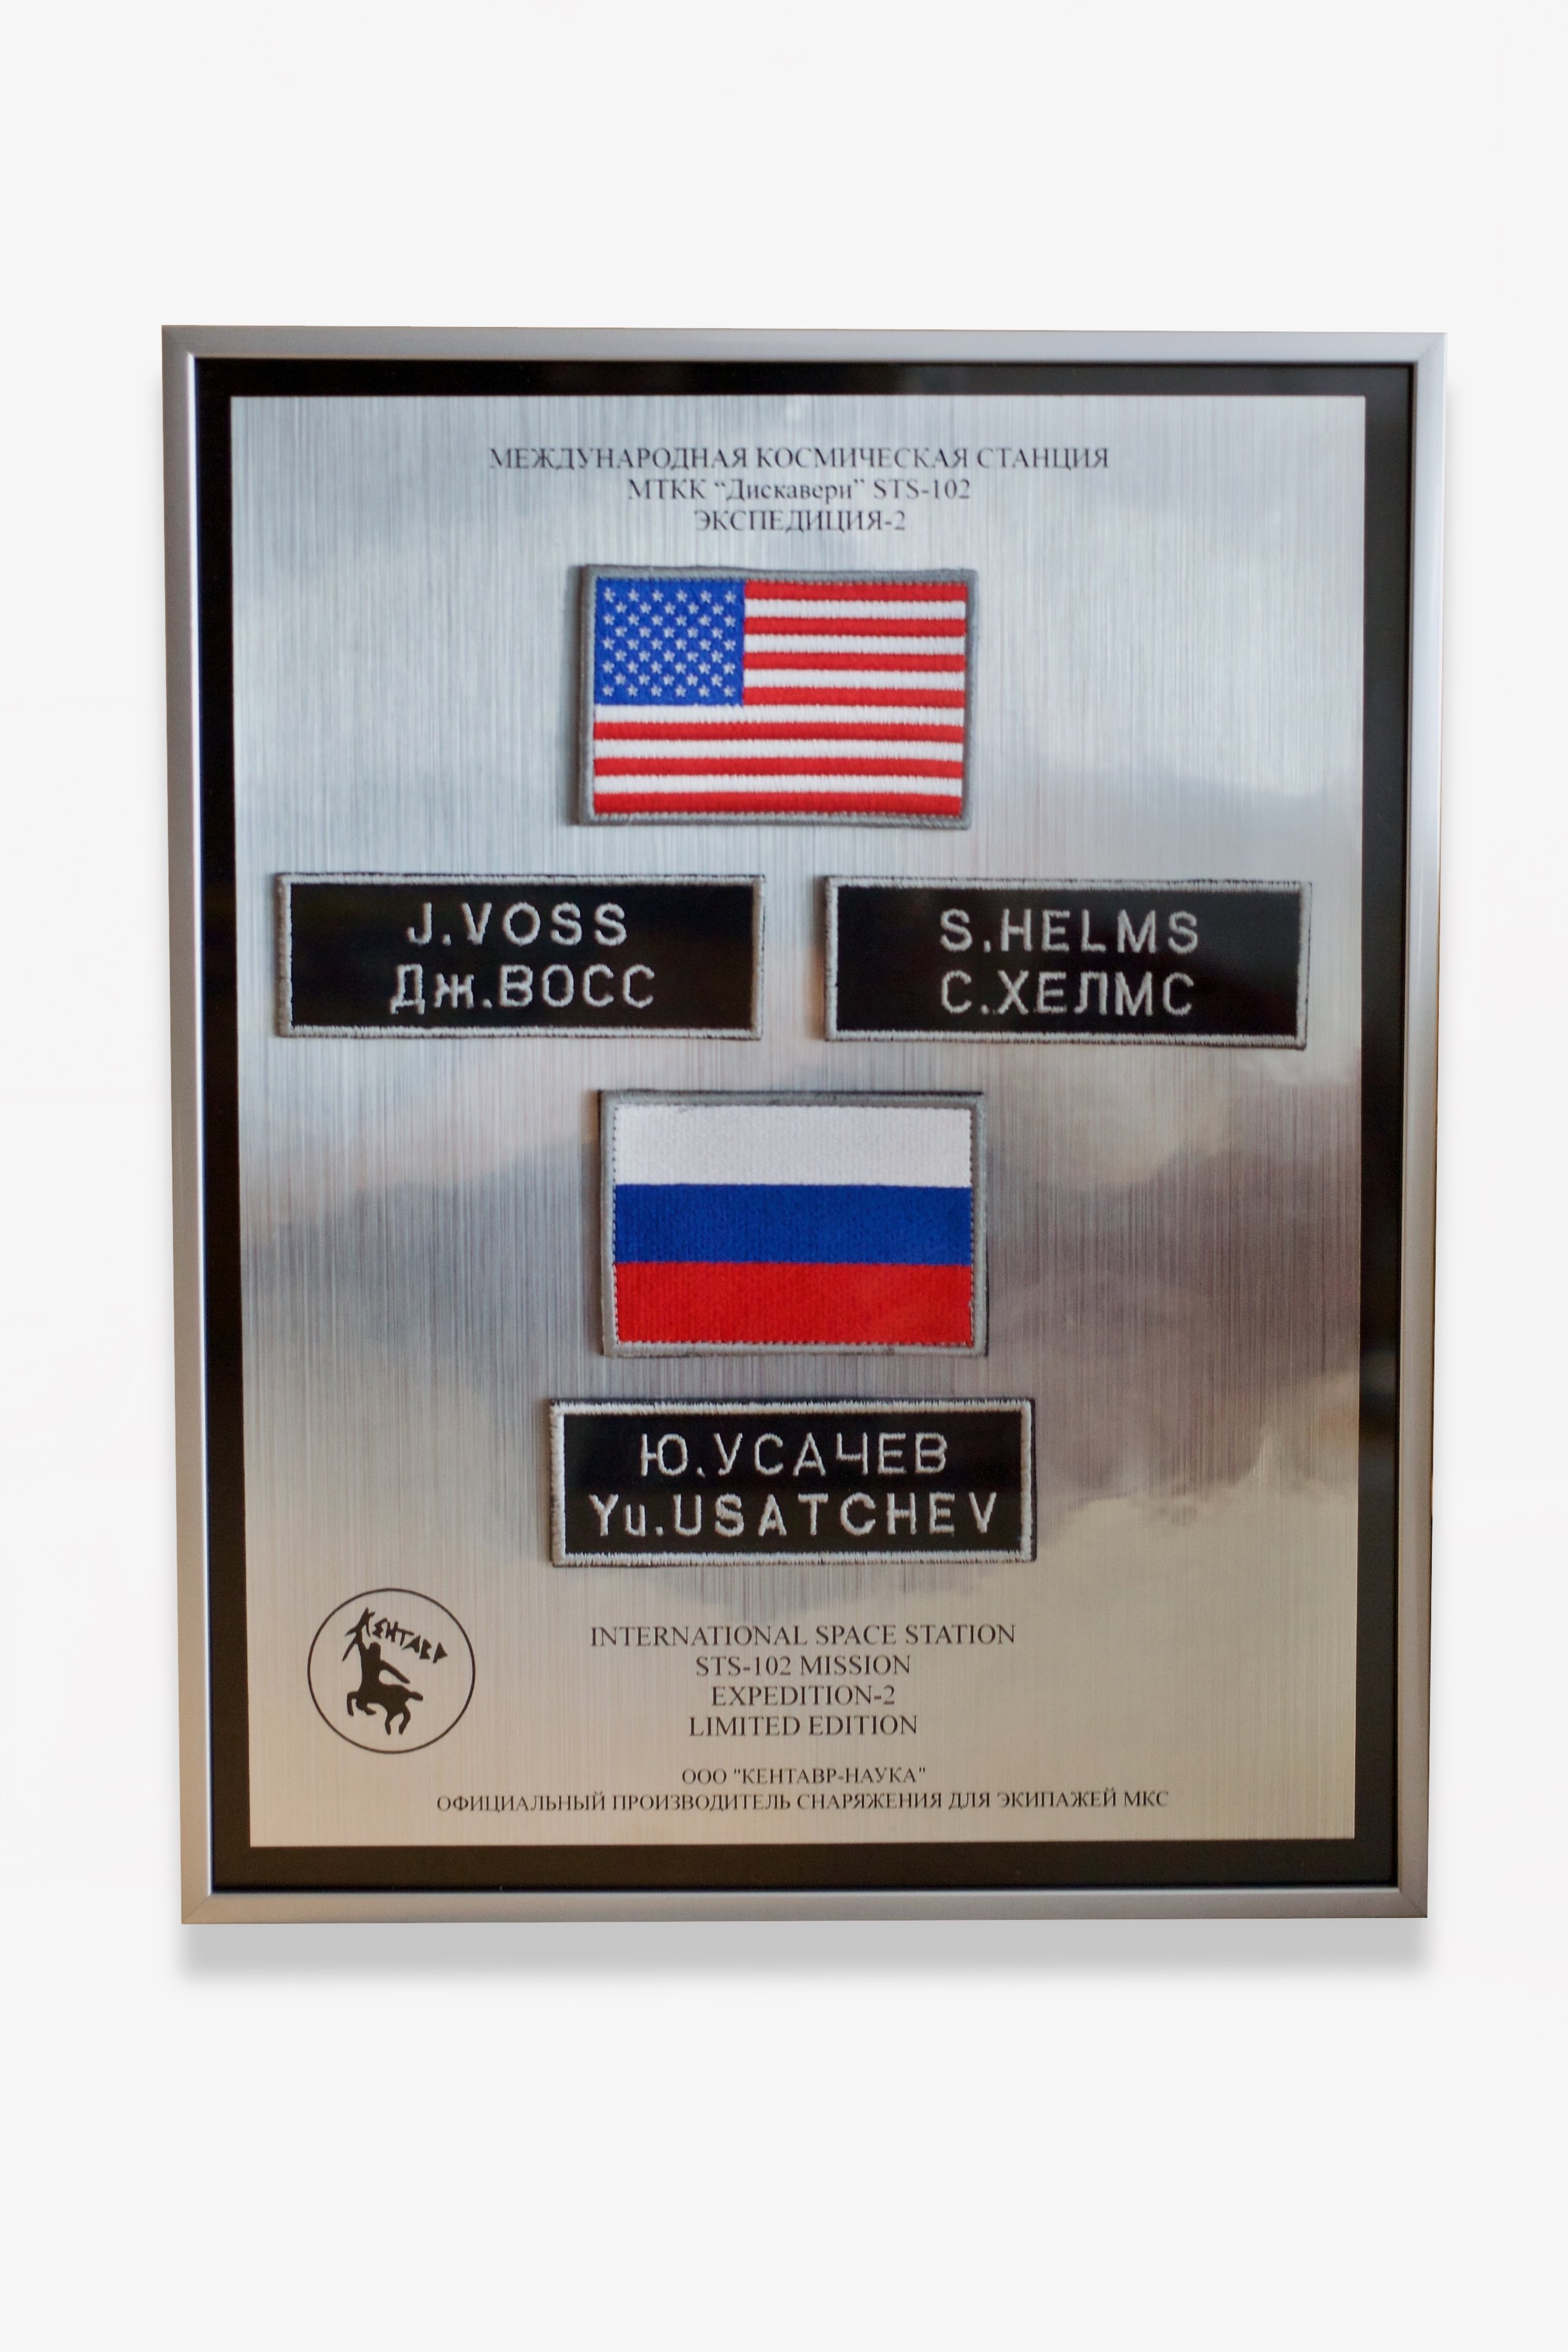 МЕЖДУНАРОДНАЯ КОСМИЧЕСКАЯ СТАНЦИЯ
МТКК “Дискавери” STS-102
ЭКСПЕДИЦИЯ-2
J.VOSS
Дж.ВОСС
S.HELMS
С.ХЕЛМС
Ю.УСАЧЕВ
Yu.USATCHEV
КЕНТАВР
INTERNATIONAL SPACE STATION
STS-102 MISSION
EXPEDITION-2
LIMITED EDITION
ООО "КЕНТАВР-НАУКА"
ОФИЦИАЛЬНЫЙ ПРОИЗВОДИТЕЛЬ СНАРЯЖЕНИЯ ДЛЯ ЭКИПАЖЕЙ МКС